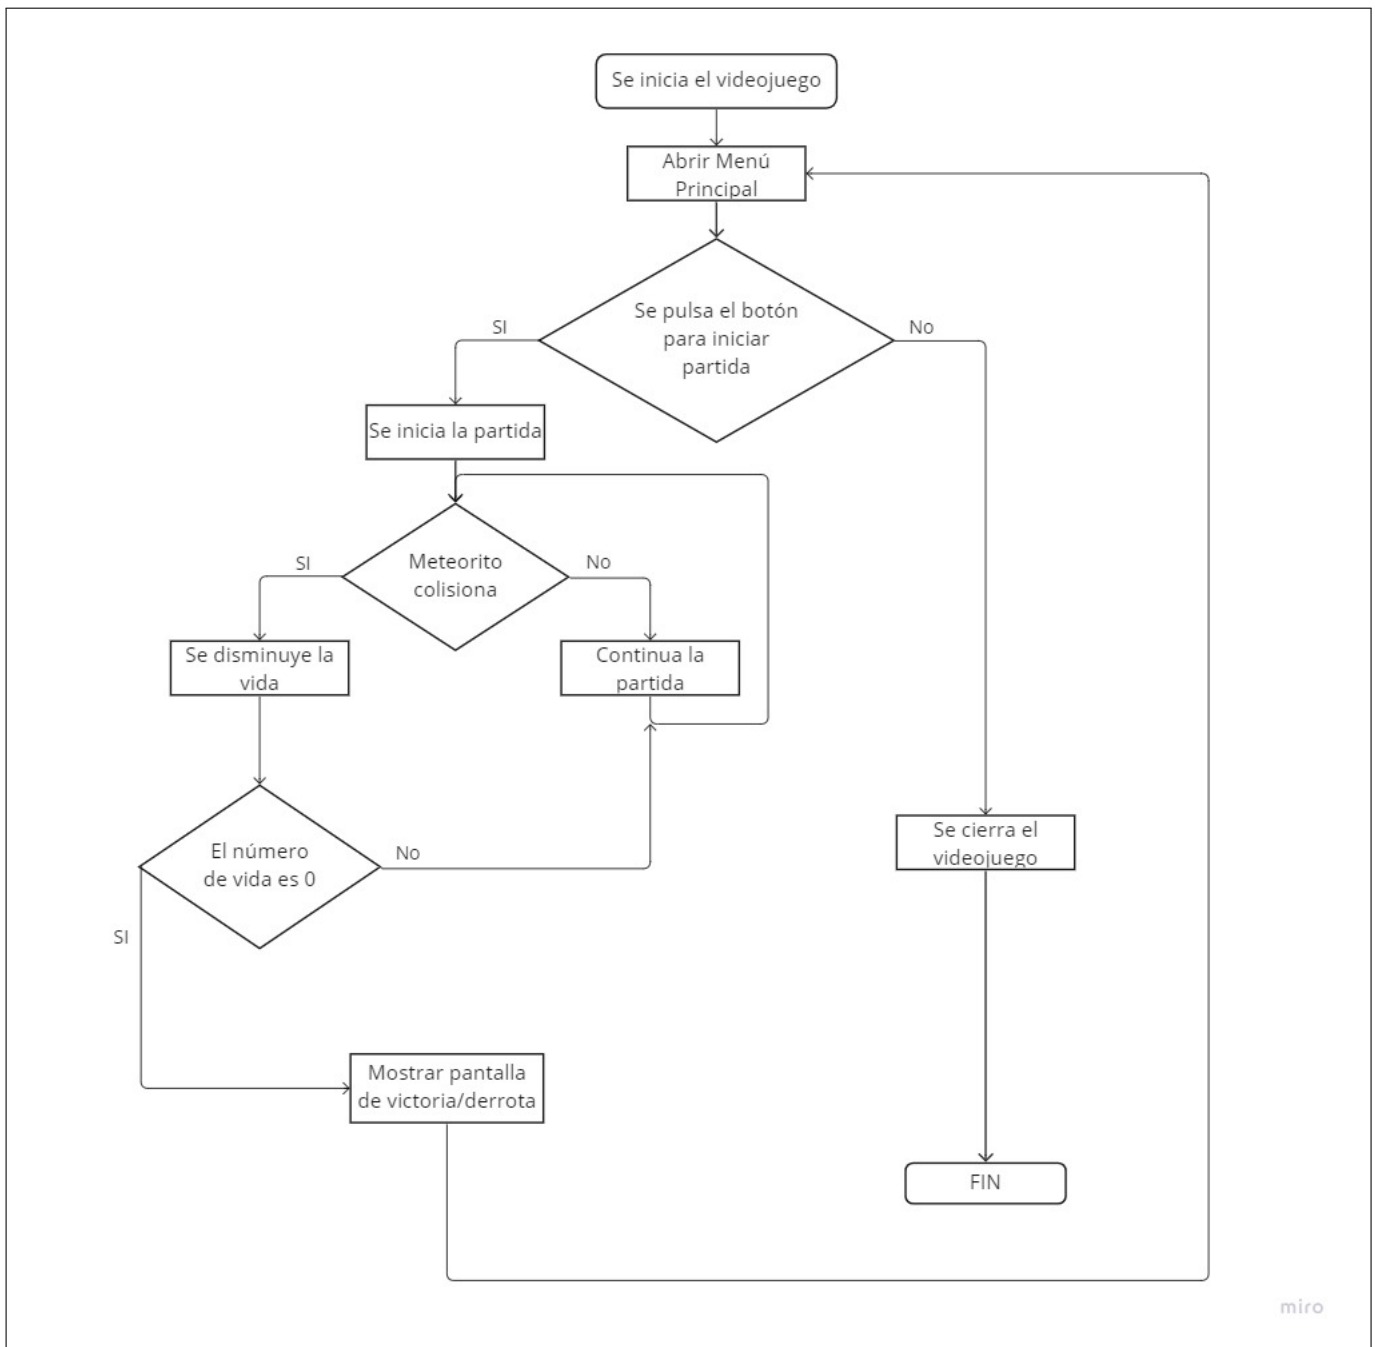 Se inicia el videojuego
Abrir Menú
Principal
Se pulsa el botón
para iniciar
partida
SI
No
Se inicia la partida
Meteorito
colisiona
SI
No
Se disminuye la
vida
Continua la
partida
El número
de vida es 0
No
SI
Se cierra el
videojuego
Mostrar pantalla
de victoria/derrota
FIN
miro